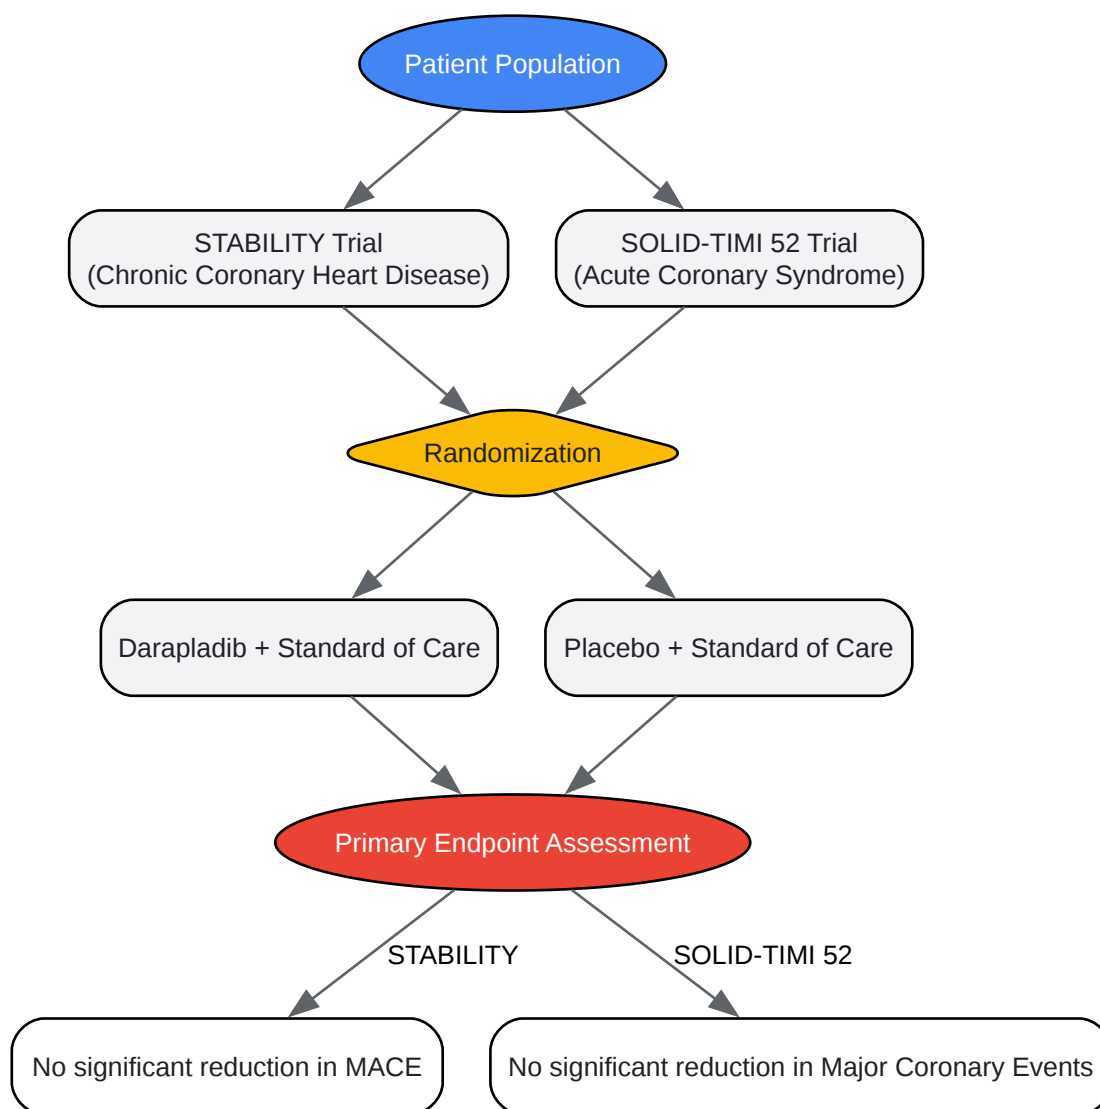 Patient Population
STABILITY Trial
(Chronic Coronary Heart Disease)
SOLID-TIMI 52 Trial
(Acute Coronary Syndrome)
Randomization
Darapladib + Standard of Care
Placebo + Standard of Care
Primary Endpoint Assessment
STABILITY
SOLID-TIMI 52
No significant reduction in MACE
No significant reduction in Major Coronary Events